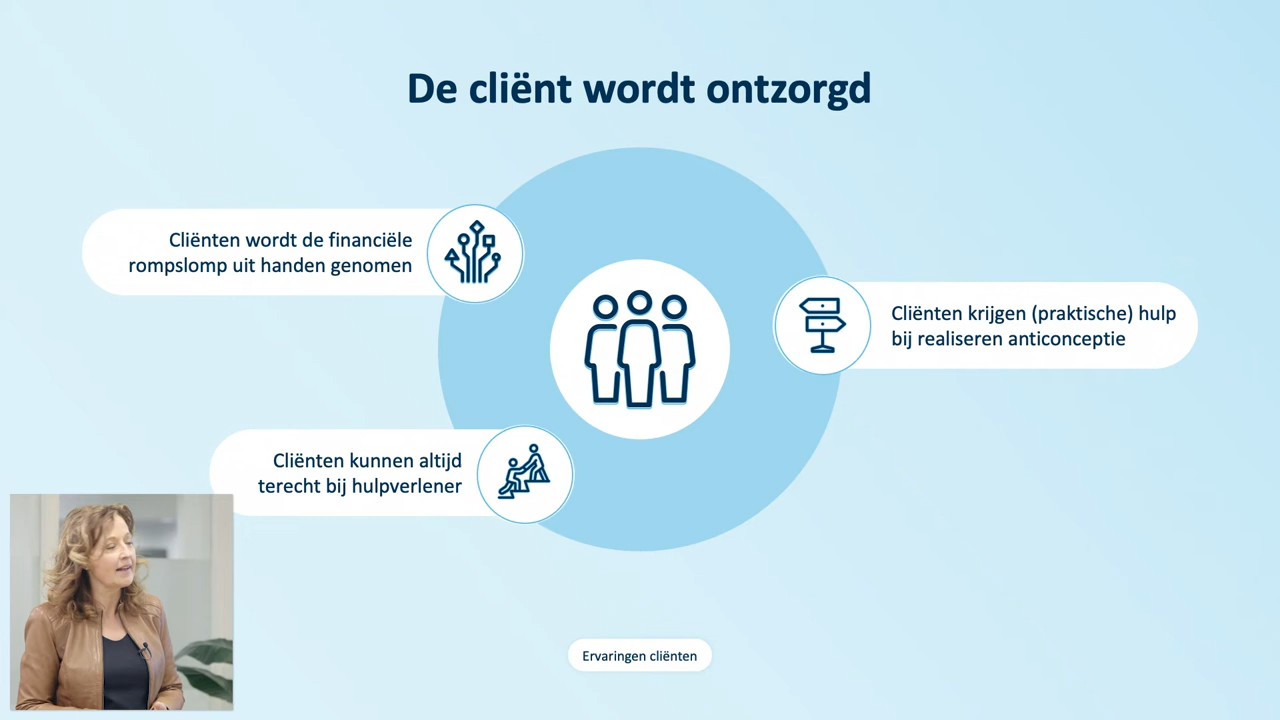 De cliënt wordt ontzorgd
Cliënten wordt de financiële
rompslomp uit handen genomen
Cliënten krijgen (praktische) hulp
bij realiseren anticonceptie
Cliënten kunnen altijd
terecht bij hulpverlener
Ervaringen cliënten